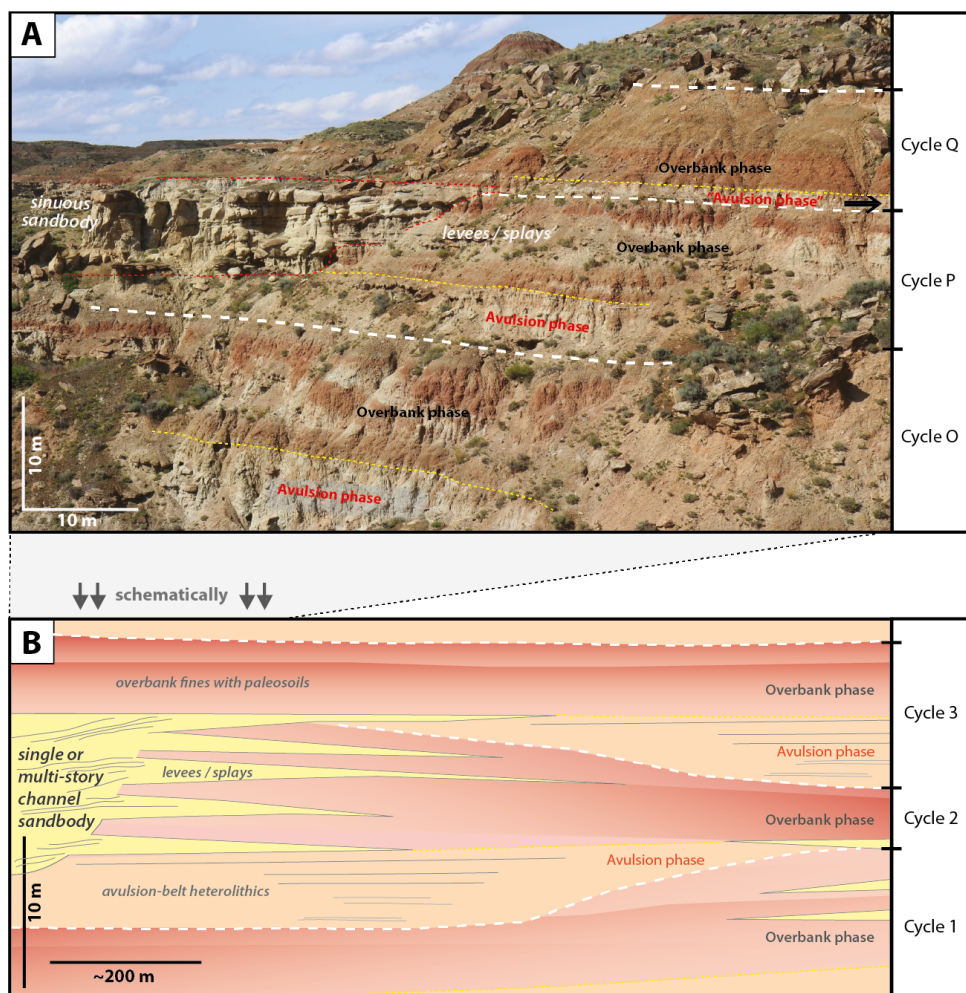 A
Cycle Q
Overbank phase
"Avulsion phase"
sinuous
sandbody
levees / splays
Overbank phase
Cycle P
Avulsion phase
Overbank phase
Cycle O
10 m
Avulsion phase
10 m
schematically
B
overbank fines with paleosoils
Overbank phase
Cycle 3
single or
multi-story
channel
sandbody
levees / splays
Avulsion phase
Overbank phase
Cycle 2
Avulsion phase
avulsion-belt heterolithics
10 m
Cycle 1
Overbank phase
~200 m